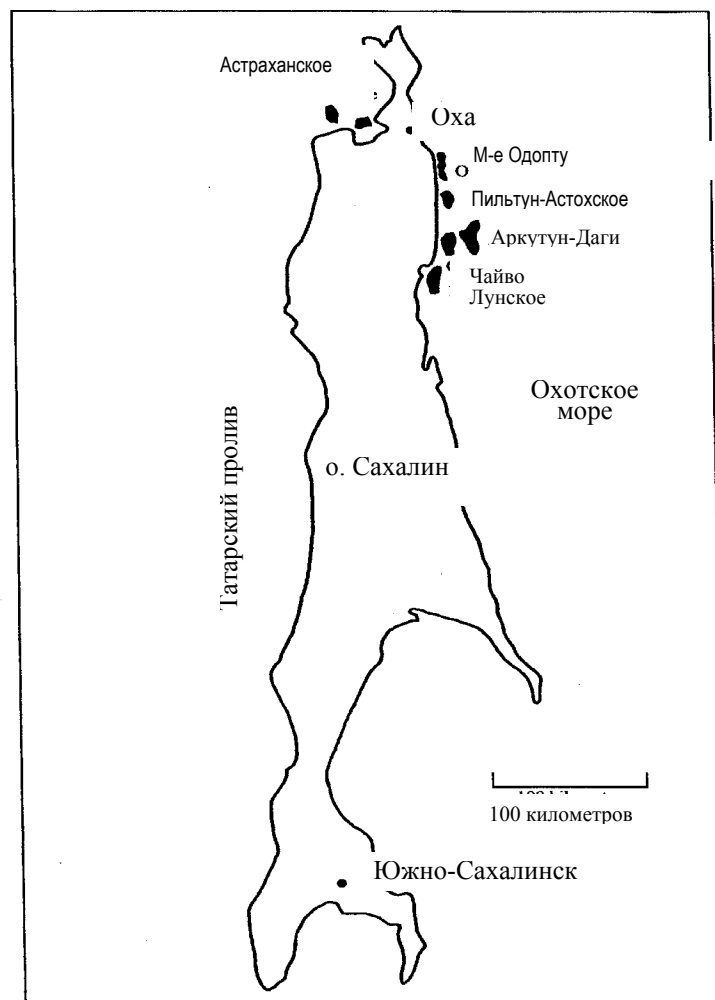 Астраханское
Оха
М-е Одопту
О
Пильтун-Астохское
Аркутун-Даги
Чайво
Лунское
Охотское
море
Татарский пролив
о. Сахалин
100 километров
Южно-Сахалинск